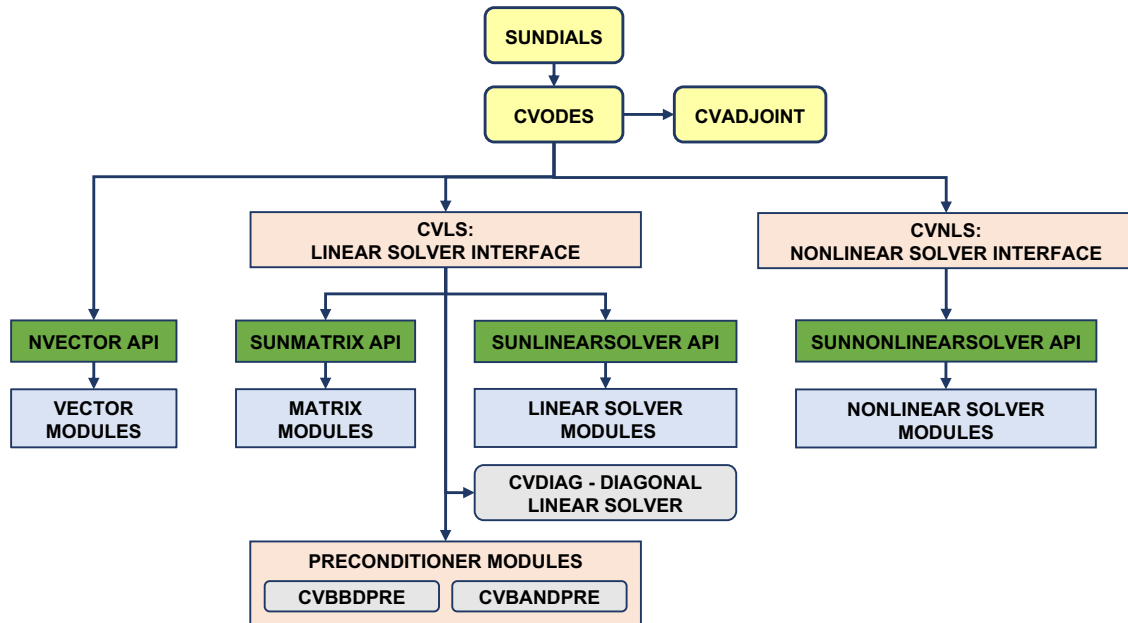 SUNDIALS
CVODES
CVADJOINT
CVLS:
LINEAR SOLVER INTERFACE
CVNLS:
NONLINEAR SOLVER INTERFACE
NVECTOR API
SUNMATRIX API
SUNLINEARSOLVER API
SUNNONLINEARSOLVER API
VECTOR
MODULES
MATRIX
MODULES
LINEAR SOLVER
MODULES
NONLINEAR SOLVER
MODULES
CVDIAG - DIAGONAL
LINEAR SOLVER
PRECONDITIONER MODULES
CVBBDPRE
CVBANDPRE